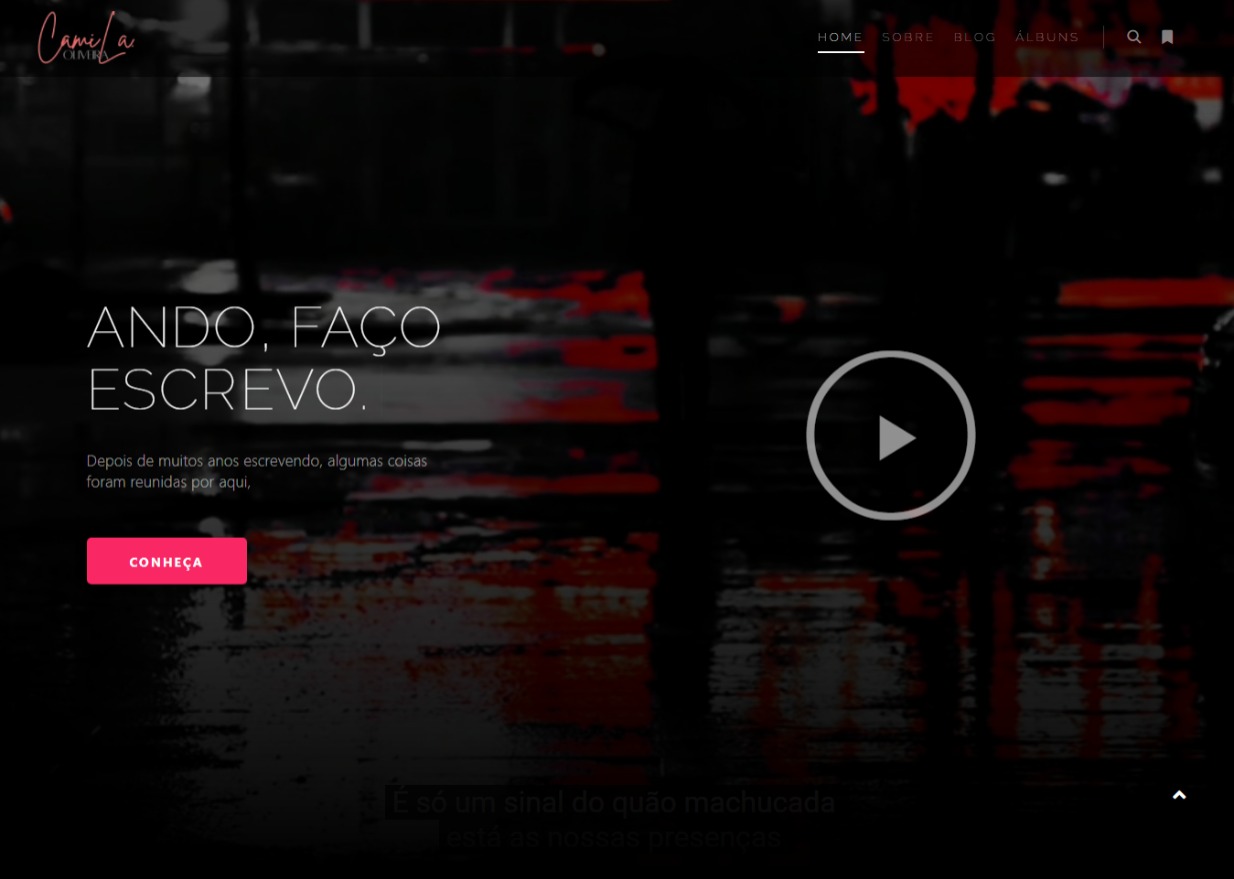 CamiLa
OLIVEIRA
HOME SOBRE BLOG ÁLBUNS
ANDO, FAÇO
ESCREVO.
Depois de muitos anos escrevendo, algumas coisas
foram reunidas por aqui,
CONHEÇA
É só um sinal do quão machucada
está as nossas presenças